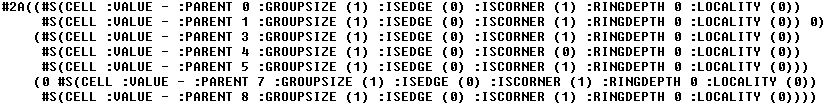 #2A((#S(CELL :VALUE - :PARENT 0 :GROUPSIZE (1) :ISEDGE (0) :ISCORNER (1) :RINGDEPTH 0 :LOCALITY (0))
#S(CELL :VALUE - :PARENT 1 :GROUPSIZE (1) :ISEDGE (0) :ISCORNER (1) :RINGDEPTH 0 :LOCALITY (0)) 0)
(#S(CELL :VALUE - :PARENT 3 :GROUPSIZE (1) :ISEDGE (0) :ISCORNER (1) :RINGDEPTH 0 :LOCALITY (0))
#S(CELL :VALUE - :PARENT 4 :GROUPSIZE (1) :ISEDGE (0) :ISCORNER (0) :RINGDEPTH 0 :LOCALITY (0))
#S(CELL :VALUE - :PARENT 5 :GROUPSIZE (1) :ISEDGE (0) :ISCORNER (1) :RINGDEPTH 0 :LOCALITY (0)))
(0 #S(CELL :VALUE - :PARENT 7 :GROUPSIZE (1) :ISEDGE (0) :ISCORNER (1) :RINGDEPTH 0 :LOCALITY (0))
#S(CELL :VALUE - :PARENT 8 :GROUPSIZE (1) :ISEDGE (0) :ISCORNER (1) :RINGDEPTH 0 :LOCALITY (0))))